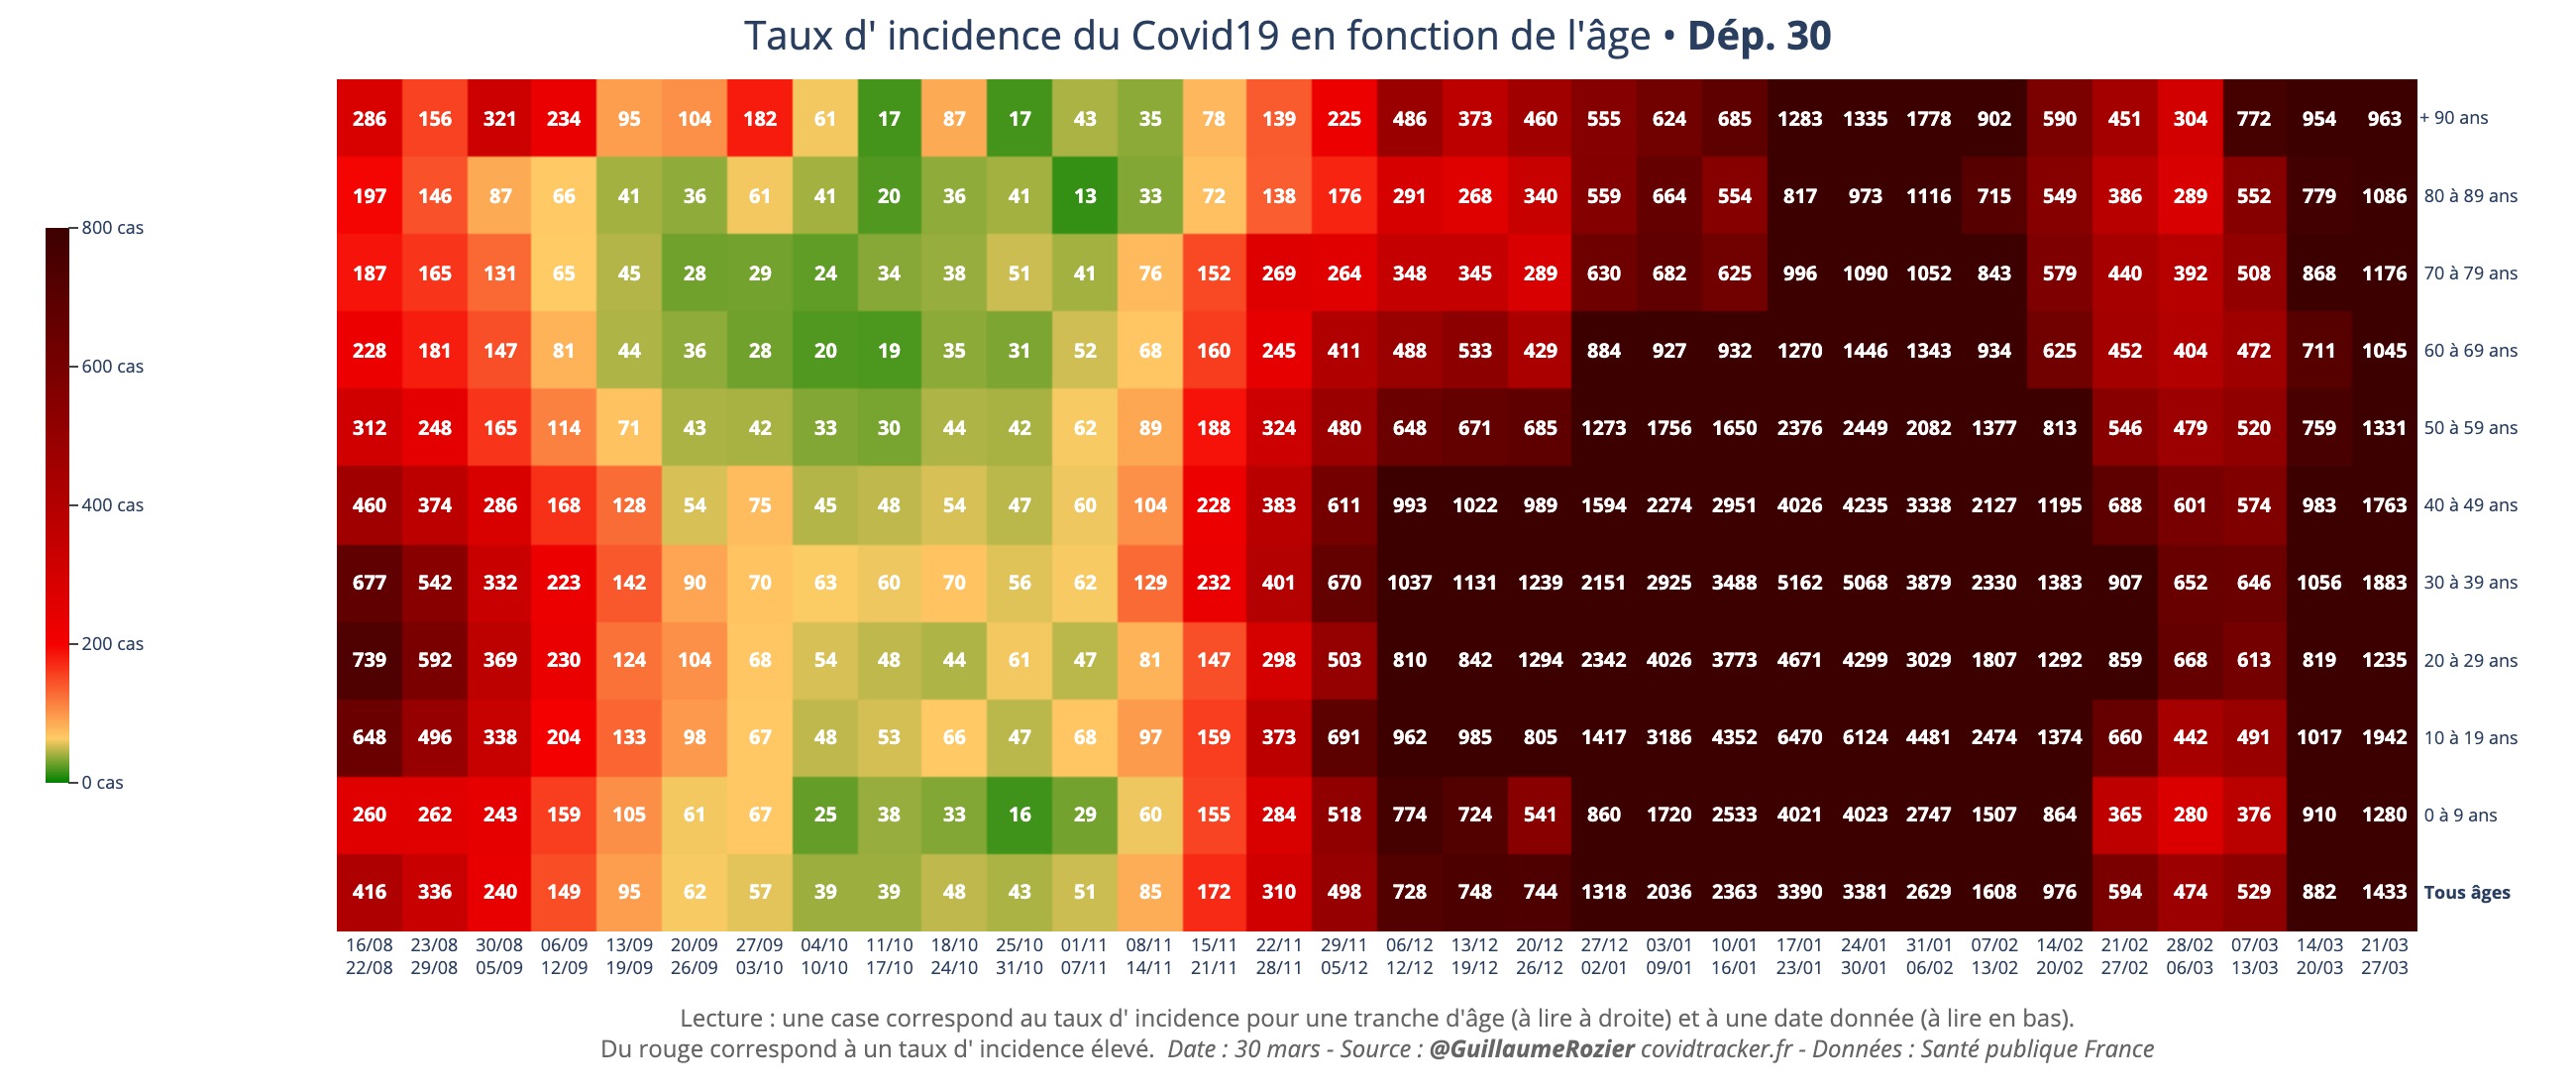 Taux d' incidence du Covid19 en fonction de l'âge • Dép. 30
800 cas
600 cas
400 cas
200 cas
0 cas
286 156 321 234 95 104 182 61 17 87 17 43 35 78 139 225 486 373 460 555 624 685 1283 1335 1778 902 590 451 304 772 954 963 + 90 ans
197 146 87 66 41 36 61 41 20 36 41 13 33 72 138 176 291 268 340 559 664 554 817 973 1116 715 549 386 289 552 779 1086 80 à 89 ans
187 165 131 65 45 28 29 24 34 38 51 41 76 152 269 264 348 345 289 630 682 625 996 1090 1052 843 579 440 392 508 868 1176 70 à 79 ans
228 181 147 81 44 36 28 20 19 35 31 52 68 160 245 411 488 533 429 884 927 932 1270 1446 1343 934 625 452 404 472 711 1045 60 à 69 ans
312 248 165 114 71 43 42 33 30 44 42 62 89 188 324 480 648 671 685 1273 1756 1650 2376 2449 2082 1377 813 546 479 520 759 1331 50 à 59 ans
460 374 286 168 128 54 75 45 48 54 47 60 104 228 383 611 993 1022 989 1594 2274 2951 4026 4235 3338 2127 1195 688 601 574 983 1763 40 à 49 ans
677 542 332 223 142 90 70 63 60 70 56 62 129 232 401 670 1037 1131 1239 2151 2925 3488 5162 5068 3879 2330 1383 907 652 646 1056 1883 30 à 39 ans
739 592 369 230 124 104 68 54 48 44 61 47 81 147 298 503 810 842 1294 2342 4026 3773 4671 4299 3029 1807 1292 859 668 613 819 1235 20 à 29 ans
648 496 338 204 133 98 67 48 53 66 47 68 97 159 373 691 962 985 805 1417 3186 4352 6470 6124 4481 2474 1374 660 442 491 1017 1942 10 à 19 ans
260 262 243 159 105 61 67 25 38 33 16 29 60 155 284 518 774 724 541 860 1720 2533 4021 4023 2747 1507 864 365 280 376 910 1280 0 à 9 ans
416 336 240 149 95 62 57 39 39 48 43 51 85 172 310 498 728 748 744 1318 2036 2363 3390 3381 2629 1608 976 594 474 529 882 1433 Tous âges
16/08 23/08 30/08 06/09 13/09 20/09 27/09 04/10 11/10 18/10 25/10 01/11 08/11 15/11 22/11 29/11 06/12 13/12 20/12 27/12 03/01 10/01 17/01 24/01 31/01 07/02 14/02 21/02 28/02 07/03 14/03 21/03
22/08 29/08 05/09 12/09 19/09 26/09 03/10 10/10 17/10 24/10 31/10 07/11 14/11 21/11 28/11 05/12 12/12 19/12 26/12 02/01 09/01 16/01 23/01 30/01 06/02 13/02 20/02 27/02 06/03 13/03 20/03 27/03
Lecture : une case correspond au taux d' incidence pour une tranche d'âge (à lire à droite) et à une date donnée (à lire en bas).
Du rouge correspond à un taux d' incidence élevé. Date : 30 mars - Source : @GuillaumeRozier covidtracker.fr - Données : Santé publique France